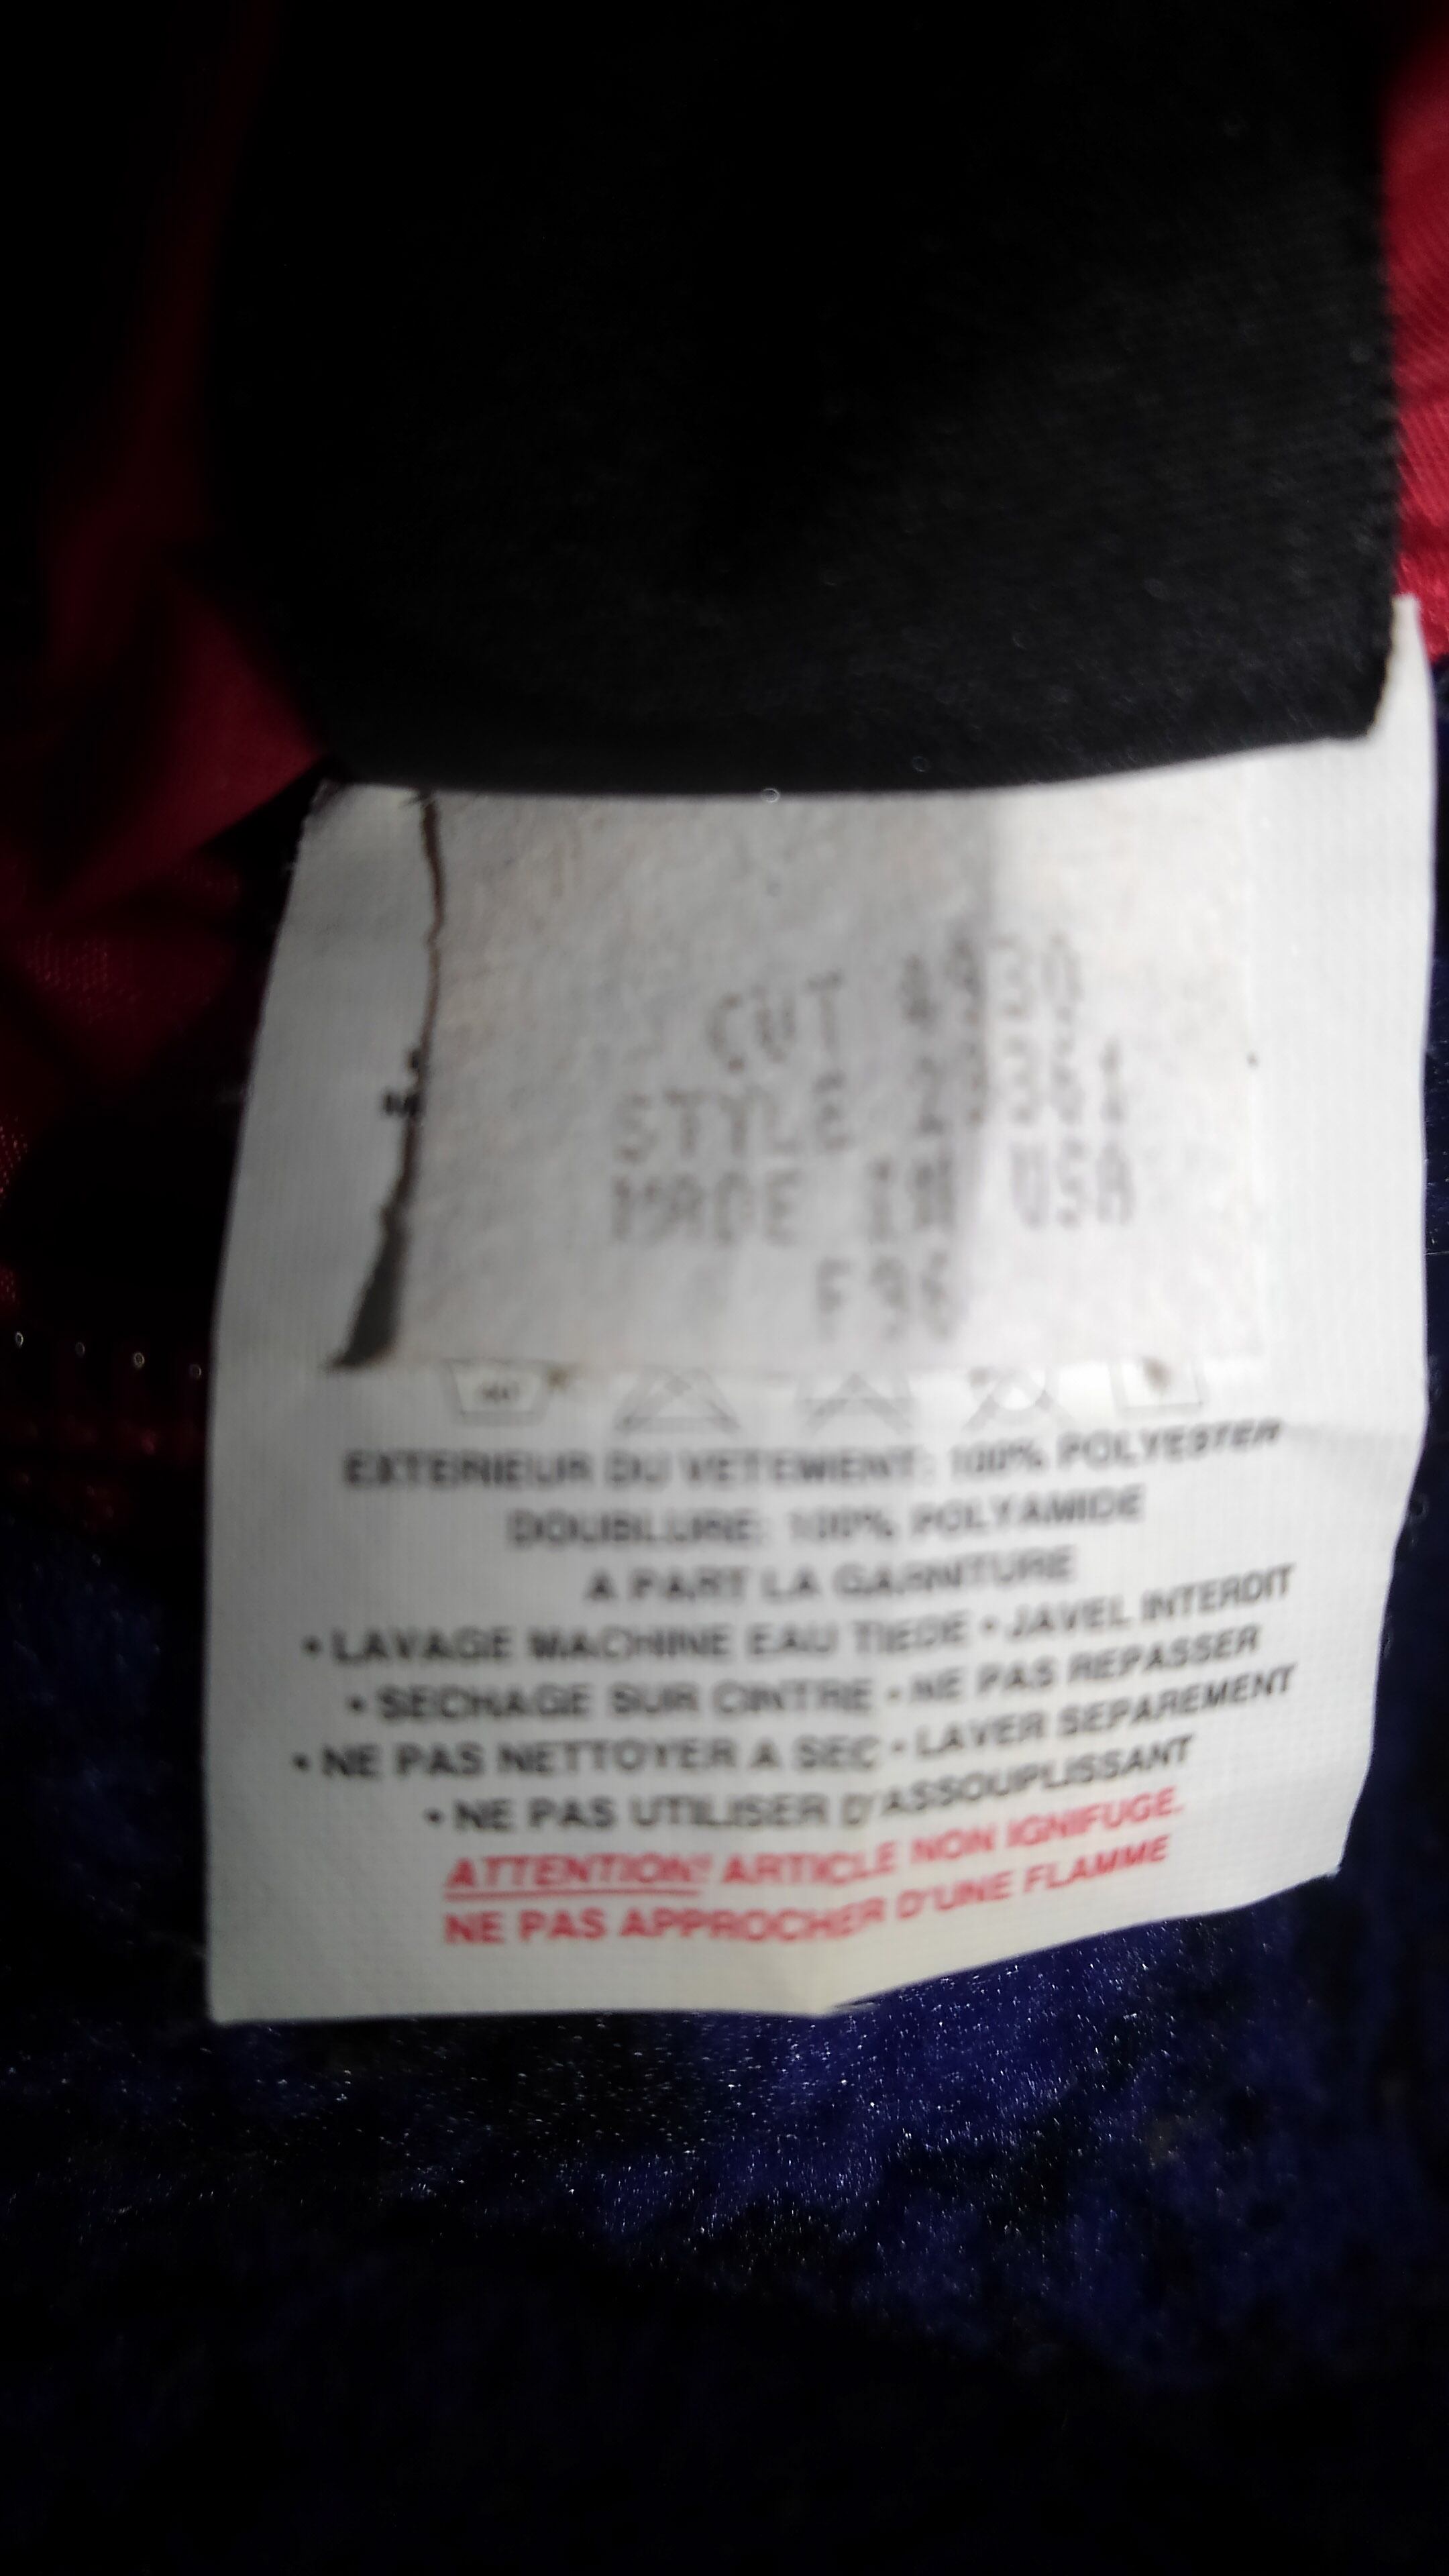 CUT
STYLE
MADE IN USA
F96
EXTERIEUR DU VETEMENT: 100% POLYESTER
DOUBLURE: 100% POLYAMIDE
A PART LA GARNITURE
• LAVAGE MACHINE EAU TIEDE • JAVEL INTERDIT
• SECHAGE SUR CINTRE • NE PAS REPASSER
• NE PAS NETTOYER A SEC • LAVER SEPAREMENT
• NE PAS UTILISER D'ASSOUPLISSANT
ATTENTION! ARTICLE NON IGNIFUGE.
NE PAS APPROCHER D'UNE FLAMME